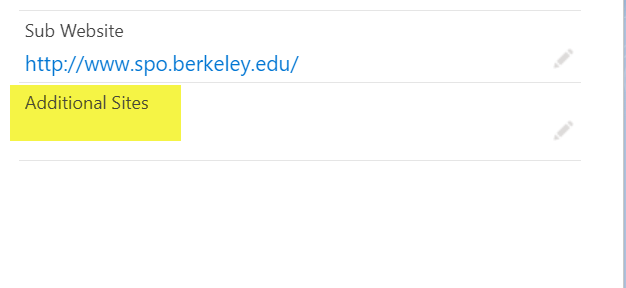 Sub Website
http://www.spo.berkeley.edu/
Additional Sites